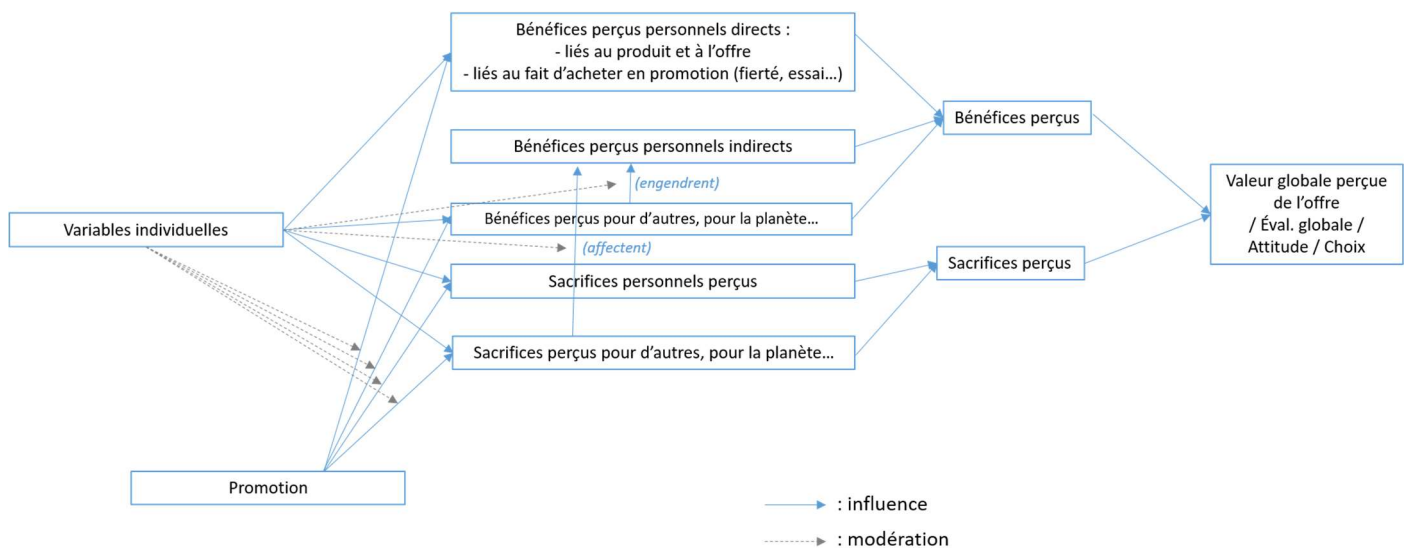 Bénéfices perçus personnels directs :
- liés au produit et à l’offre
- liés au fait d’acheter en promotion (fierté, essai…)
Bénéfices perçus
Bénéfices perçus personnels indirects
(engendrent)
Valeur globale perçue
de l’offre
/ Éval. globale /
Attitude / Choix
Variables individuelles
Bénéfices perçus pour d’autres, pour la planète…
(affectent)
Sacrifices perçus
Sacrifices personnels perçus
Sacrifices perçus pour d’autres, pour la planète…
Promotion
: influence
: modération